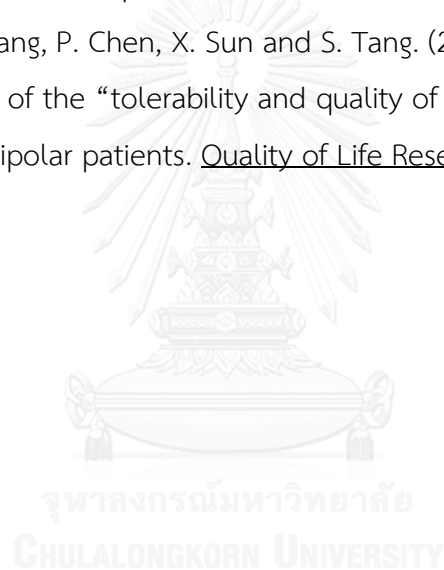 ang, P. Chen, X. Sun and S. Tang. (2
of the “tolerability and quality of
ipolar patients. Quality of Life Rese
จุฬาลงกรณ์มหาวิทยาลัย
CHULALONGKORN UNIVERSITY